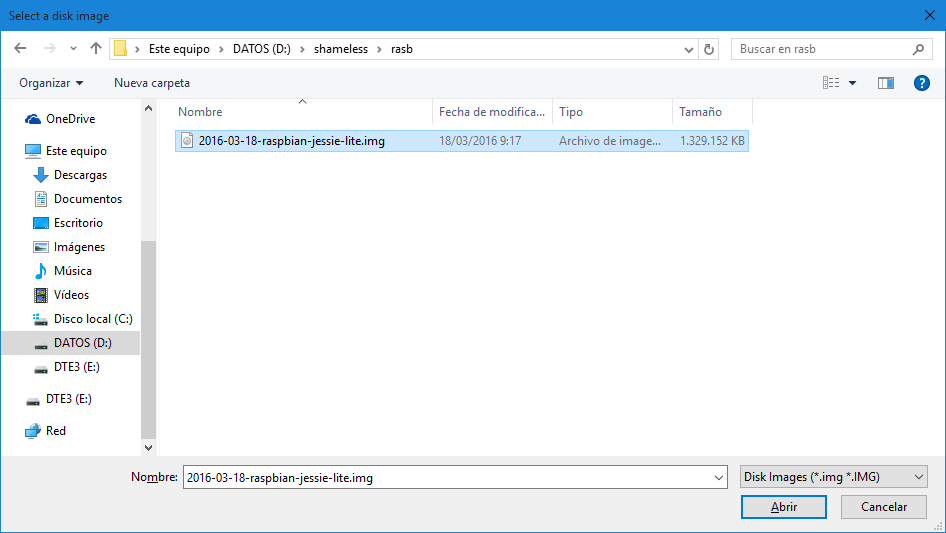 Select a disk image
Este equipo > DATOS (D:) > shameless > rasb
Buscar en rasb
Organizar
Nueva carpeta
?
Nombre
Fecha de modifica...
Tipo
Tamaño
2016-03-18-raspbian-jessie-lite.img
18/03/2016 9:17
Archivo de image...
1.329.152 KB
OneDrive
Este equipo
Descargas
Documentos
Escritorio
Imágenes
Música
Vídeos
Disco local (C:)
DATOS (D:)
DTE3 (E:)
DTE3 (E:)
Red
Nombre:
2016-03-18-raspbian-jessie-lite.img
Disk Images (*.img *.IMG)
Abrir
Cancelar